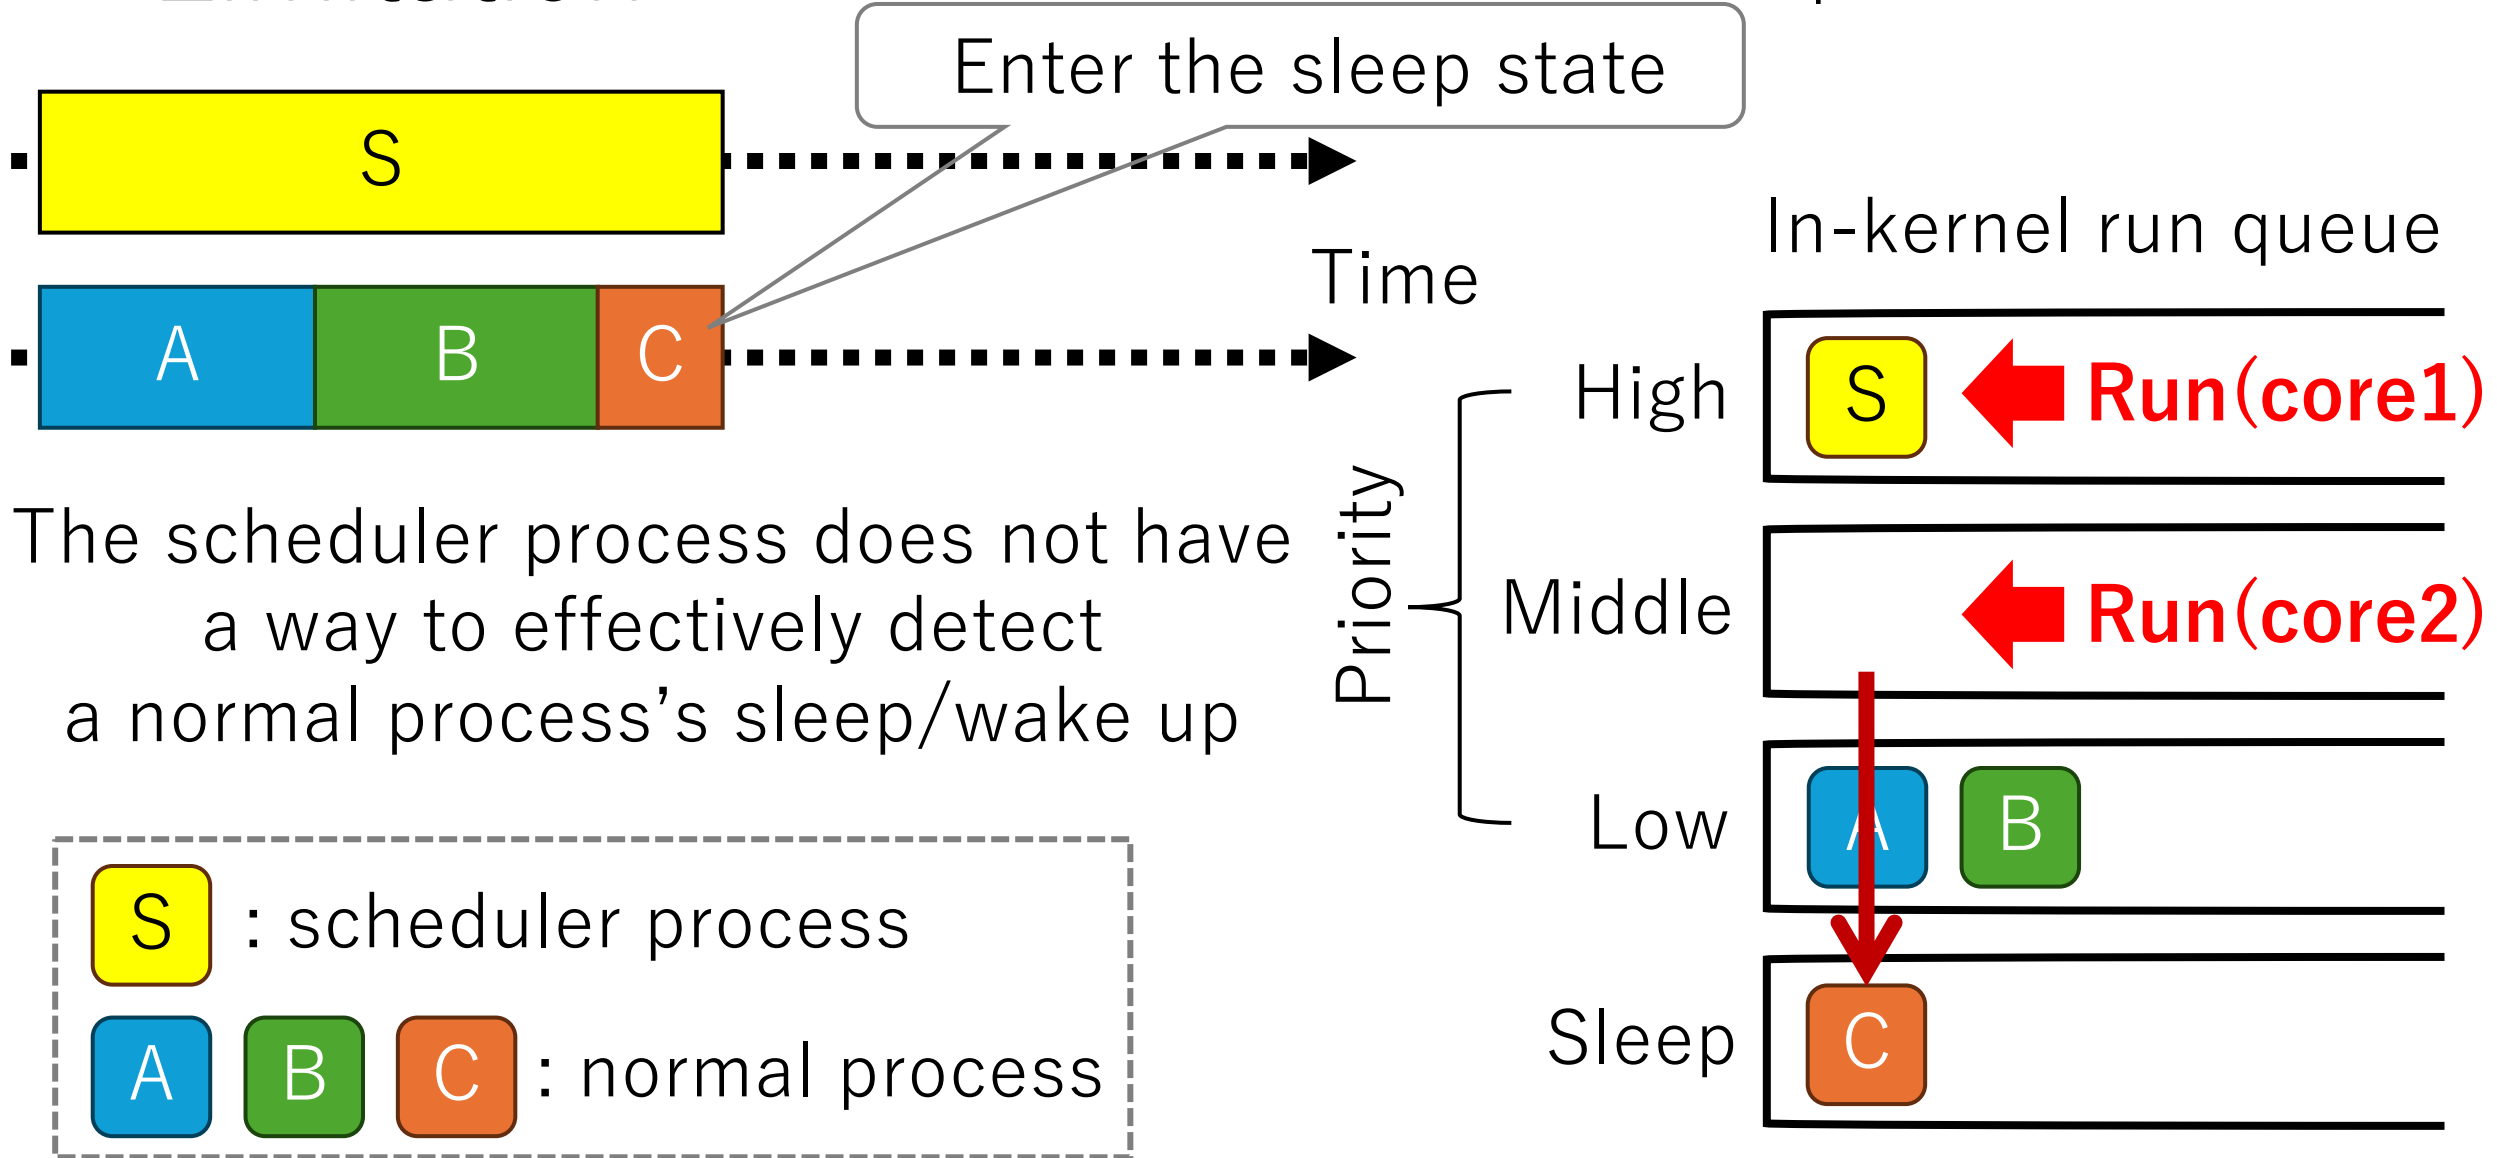 Enter the sleep state
S
Time
A
B
C
The scheduler process does not have
a way to effectively detect
a normal process's sleep/wake up
S
: scheduler process
A
B
C
: normal process
In-kernel run queue
Priority
High
S
Run(core1)
Middle
Run(core2)
Low
A
B
Sleep
C